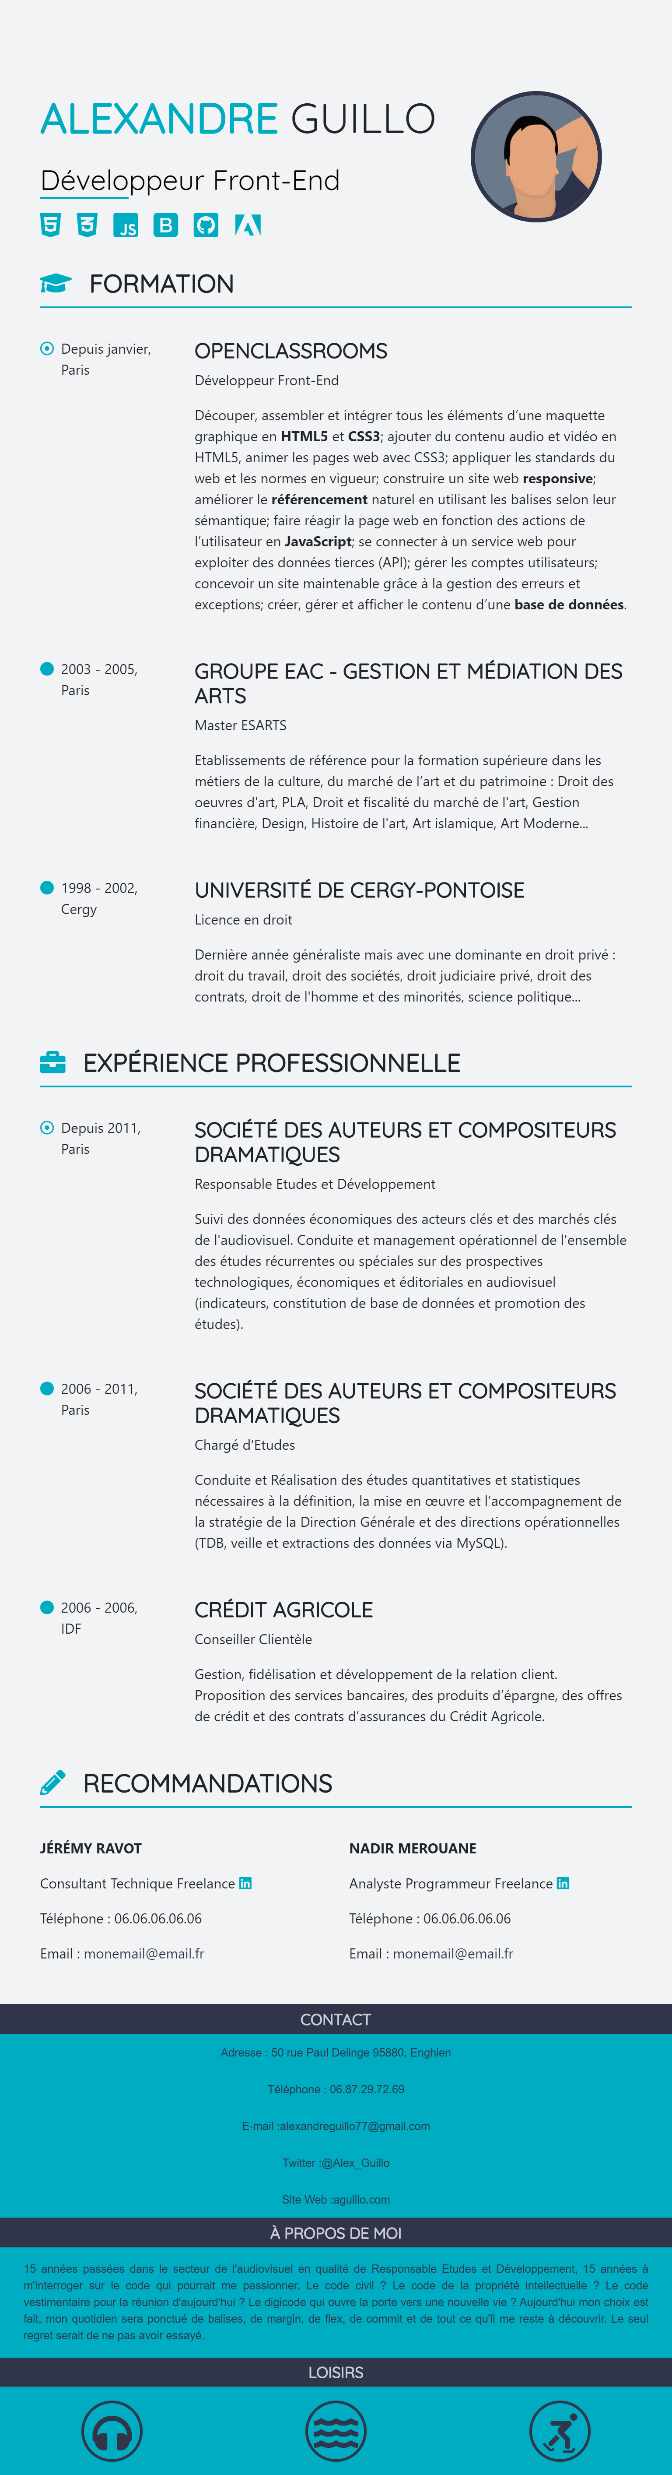 ALEXANDRE GUILLO
Développeur Front-End
JS B
FORMATION
Depuis janvier,
Paris
OPENCLASSROOMS
Développeur Front-End
Découper, assembler et intégrer tous les éléments d’une maquette
graphique en HTML5 et CSS3; ajouter du contenu audio et vidéo en
HTML5, animer les pages web avec CSS3; appliquer les standards du
web et les normes en vigueur; construire un site web responsive;
améliorer le référencement naturel en utilisant les balises selon leur
sémantique; faire réagir la page web en fonction des actions de
l’utilisateur en JavaScript; se connecter à un service web pour
exploiter des données tierces (API); gérer les comptes utilisateurs;
concevoir un site maintenable grâce à la gestion des erreurs et
exceptions; créer, gérer et afficher le contenu d’une base de données.
2003 - 2005,
Paris
GROUPE EAC - GESTION ET MÉDIATION DES
ARTS
Master ESARTS
Etablissements de référence pour la formation supérieure dans les
métiers de la culture, du marché de l’art et du patrimoine : Droit des
oeuvres d'art, PLA, Droit et fiscalité du marché de l'art, Gestion
financière, Design, Histoire de l'art, Art islamique, Art Moderne...
1998 - 2002,
Cergy
UNIVERSITÉ DE CERGY-PONTOISE
Licence en droit
Dernière année généraliste mais avec une dominante en droit privé :
droit du travail, droit des sociétés, droit judiciaire privé, droit des
contrats, droit de l'homme et des minorités, science politique...
EXPÉRIENCE PROFESSIONNELLE
Depuis 2011,
Paris
SOCIÉTÉ DES AUTEURS ET COMPOSITEURS
DRAMATIQUES
Responsable Etudes et Développement
Suivi des données économiques des acteurs clés et des marchés clés
de l'audiovisuel. Conduite et management opérationnel de l'ensemble
des études récurrentes ou spéciales sur des prospectives
technologiques, économiques et éditoriales en audiovisuel
(indicateurs, constitution de base de données et promotion des
études).
2006 - 2011,
Paris
SOCIÉTÉ DES AUTEURS ET COMPOSITEURS
DRAMATIQUES
Chargé d'Etudes
Conduite et Réalisation des études quantitatives et statistiques
nécessaires à la définition, la mise en œuvre et l’accompagnement de
la stratégie de la Direction Générale et des directions opérationnelles
(TDB, veille et extractions des données via MySQL).
2006 - 2006,
IDF
CRÉDIT AGRICOLE
Conseiller Clientèle
Gestion, fidélisation et développement de la relation client.
Proposition des services bancaires, des produits d’épargne, des offres
de crédit et des contrats d’assurances du Crédit Agricole.
RECOMMANDATIONS
JÉRÉMY RAVOT
Consultant Technique Freelance in
Téléphone : 06.06.06.06.06
Email : monemail@email.fr
NADIR MEROUANE
Analyste Programmeur Freelance in
Téléphone : 06.06.06.06.06
Email : monemail@email.fr
CONTACT
Adresse : 50 rue Paul Delinge 95880, Enghien
Téléphone : 06.87.29.72.69
E-mail :alexandreguillo77@gmail.com
Twitter :@Alex_Guillo
Site Web :aguillo.com
À PROPOS DE MOI
15 années passées dans le secteur de l'audiovisuel en qualité de Responsable Etudes et Développement, 15 années à
m'interroger sur le code qui pourrait me passionner. Le code civil ? Le code de la propriété intellectuelle ? Le code
vestimentaire pour la réunion d'aujourd'hui ? Le digicode qui ouvre la porte vers une nouvelle vie ? Aujourd'hui mon choix est
fait, mon quotidien sera ponctué de balises, de margin, de flex, de commit et de tout ce qu'il me reste à découvrir. Le seul
regret serait de ne pas avoir essayé.
LOISIRS